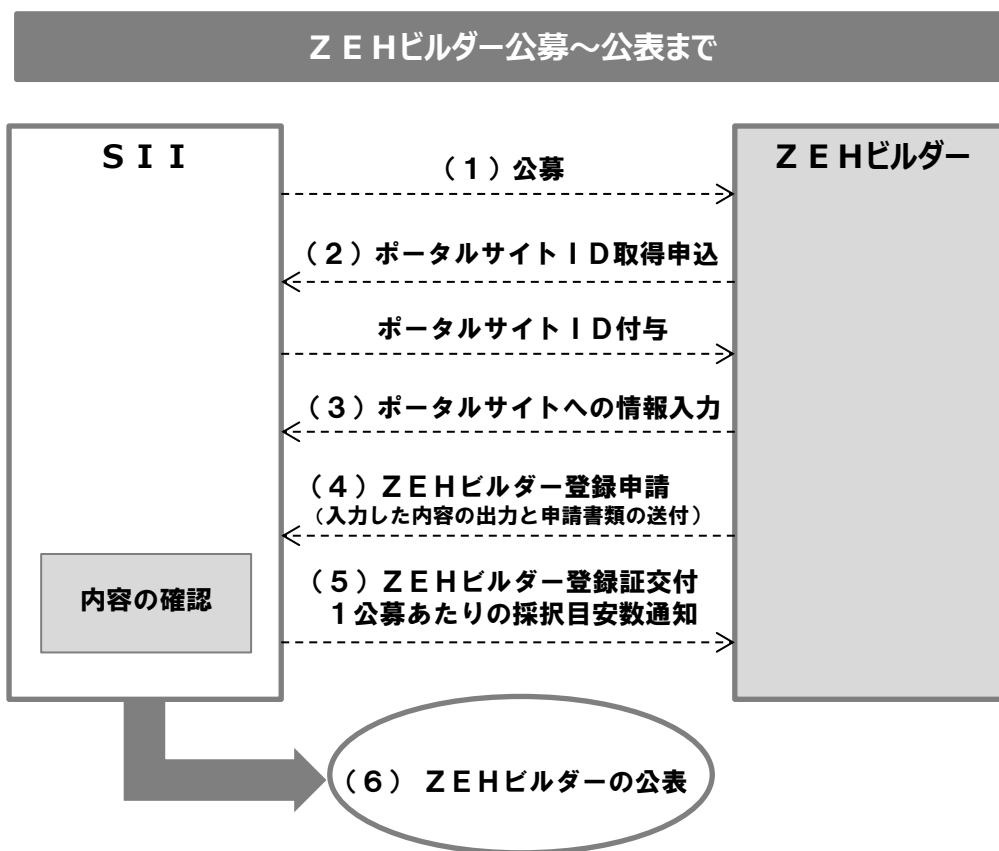 ＺＥＨビルダー公募～公表まで
ＳＩＩ
ＺＥＨビルダー
（１）公募
（２）ポータルサイトＩＤ取得申込
ポータルサイトＩＤ付与
（３）ポータルサイトへの情報入力
（４）ＺＥＨビルダー登録申請
（入力した内容の出力と申請書類の送付）
内容の確認
（５）ＺＥＨビルダー登録証交付
１公募あたりの採択目安数通知
（６） ＺＥＨビルダーの公表